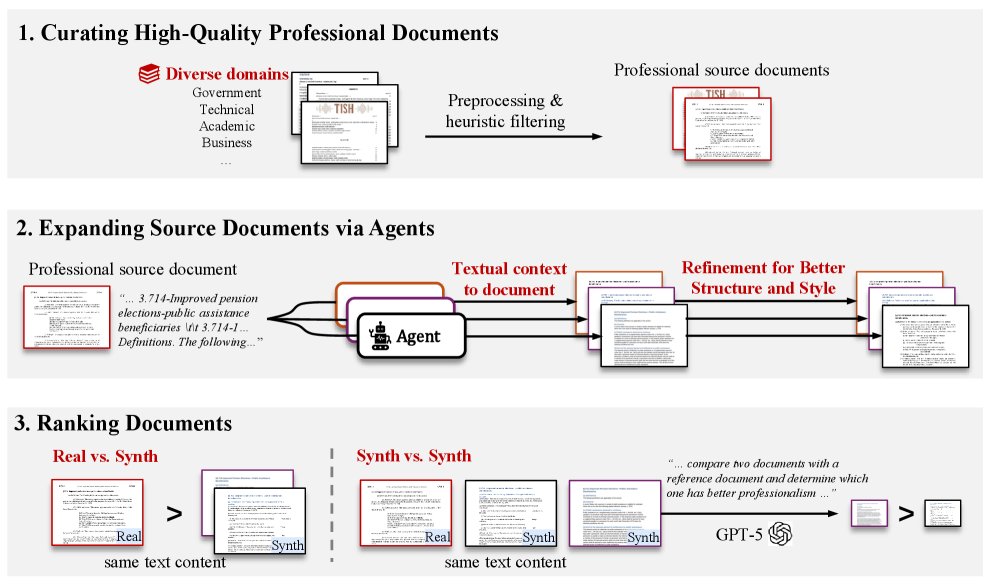 1. Curating High-Quality Professional Documents
Diverse domains
Government
Technical
Academic
Business
...
TISH
Preprocessing &
heuristic filtering
Professional source documents
TISH
2. Expanding Source Documents via Agents
Professional source document
“... 3.714-Improved pension
elections-public assistance
beneficiaries \n\n 3.714-1…
Definitions. The following...”
Agent
Textual context
to document
Refinement for Better
Structure and Style
3. Ranking Documents
Real vs. Synth
Real
>
Synth
same text content
Synth vs. Synth
Real
Synth
Synth
same text content
“... compare two documents with a
reference document and determine which
one has better professionalism ...”
GPT-5
>